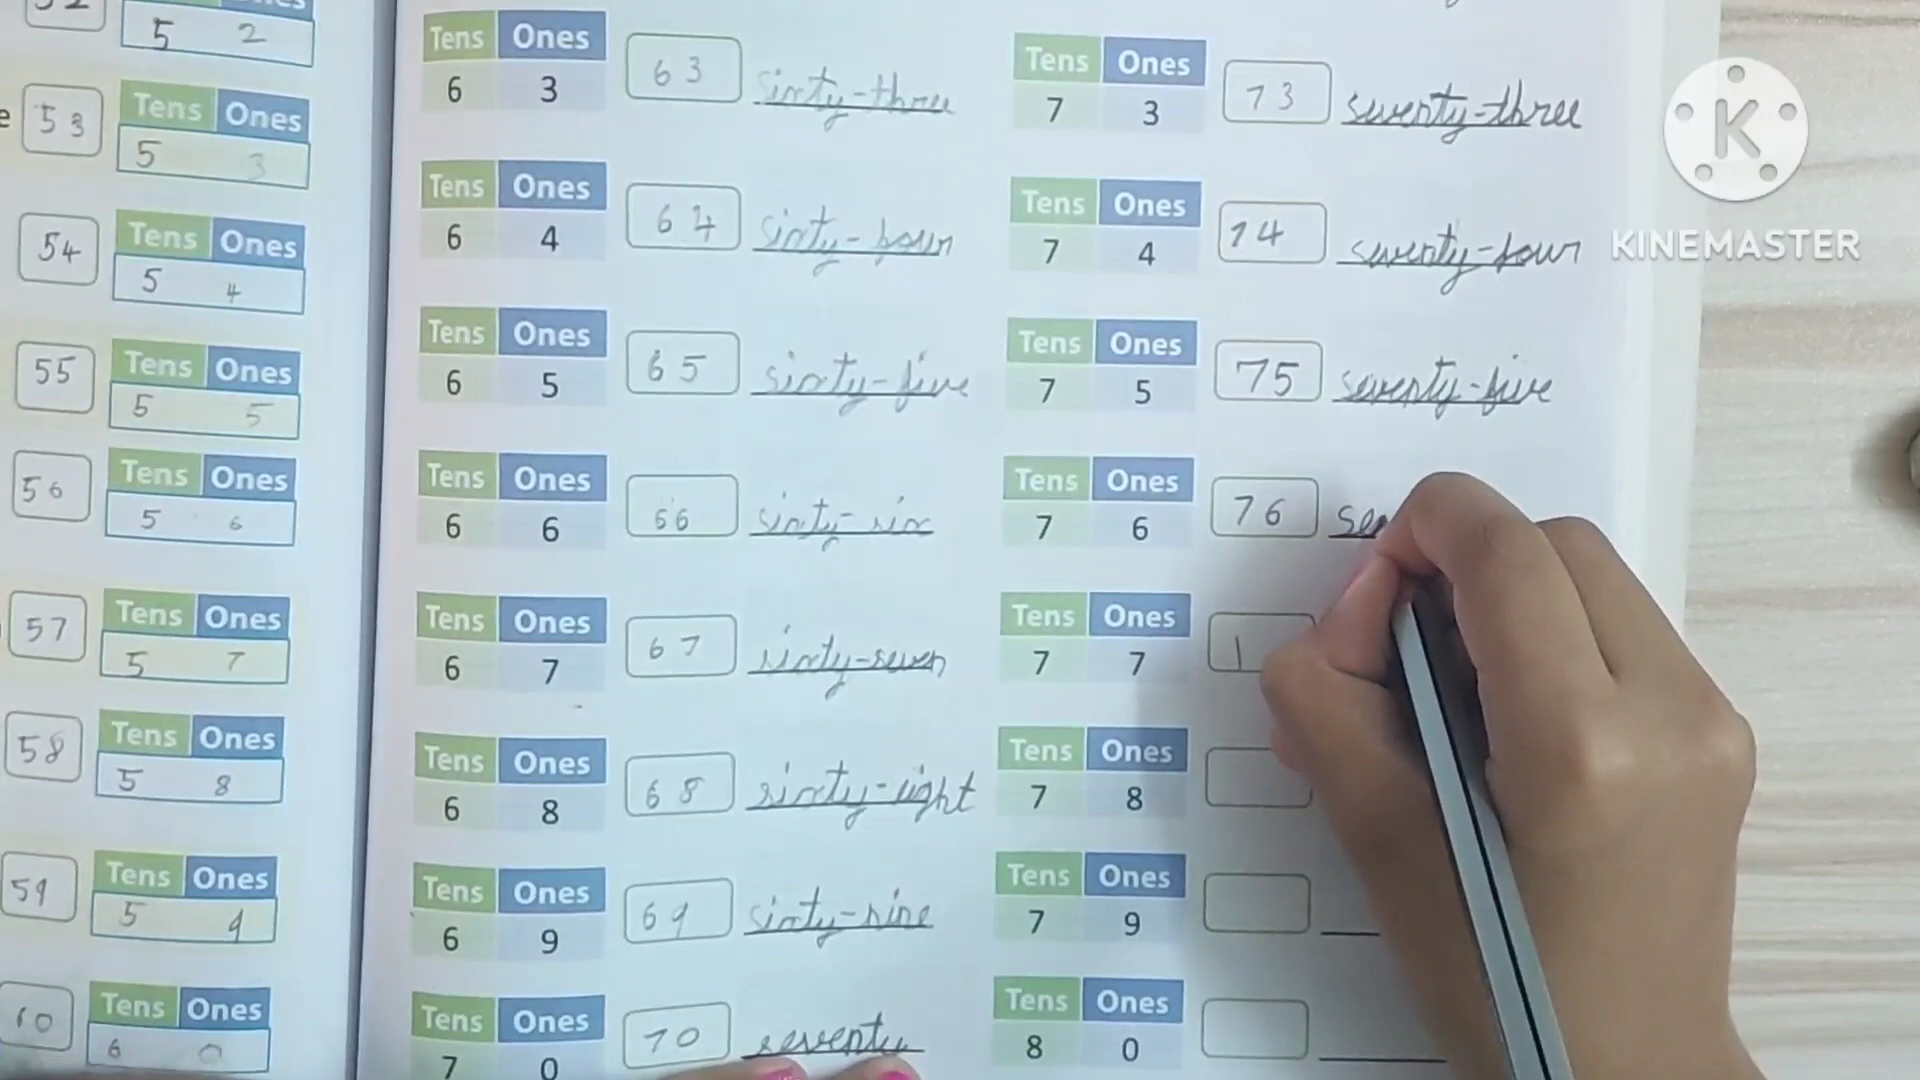 5 2
53 Tens Ones
5 3
54 Tens Ones
5 4
55 Tens Ones
5 5
56 Tens Ones
5 6
57 Tens Ones
5 7
58 Tens Ones
5 8
59 Tens Ones
5 9
60 Tens Ones
6 0
Tens Ones
6 3 63 sixty-three
Tens Ones
6 4 64 sixty-four
Tens Ones
6 5 65 sixty-five
Tens Ones
6 6 66 sixty-six
Tens Ones
6 7 67 sixty-seven
Tens Ones
6 8 68 sixty-eight
Tens Ones
6 9 69 sixty-nine
Tens Ones
7 0 70 seventy
Tens Ones
7 3 73 seventy-three
Tens Ones
7 4 74 seventy-four
Tens Ones
7 5 75 seventy-five
Tens Ones
7 6 76
Tens Ones
7 7
Tens Ones
7 8
Tens Ones
7 9
Tens Ones
8 0
K
KINEMASTER